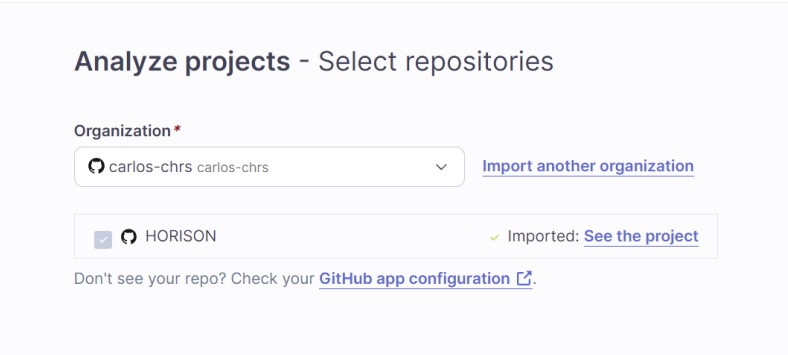 Analyze projects - Select repositories
Organization*
carlos-chrs carlos-chrs Import another organization
HORISON Imported: See the project
Don't see your repo? Check your GitHub app configuration.